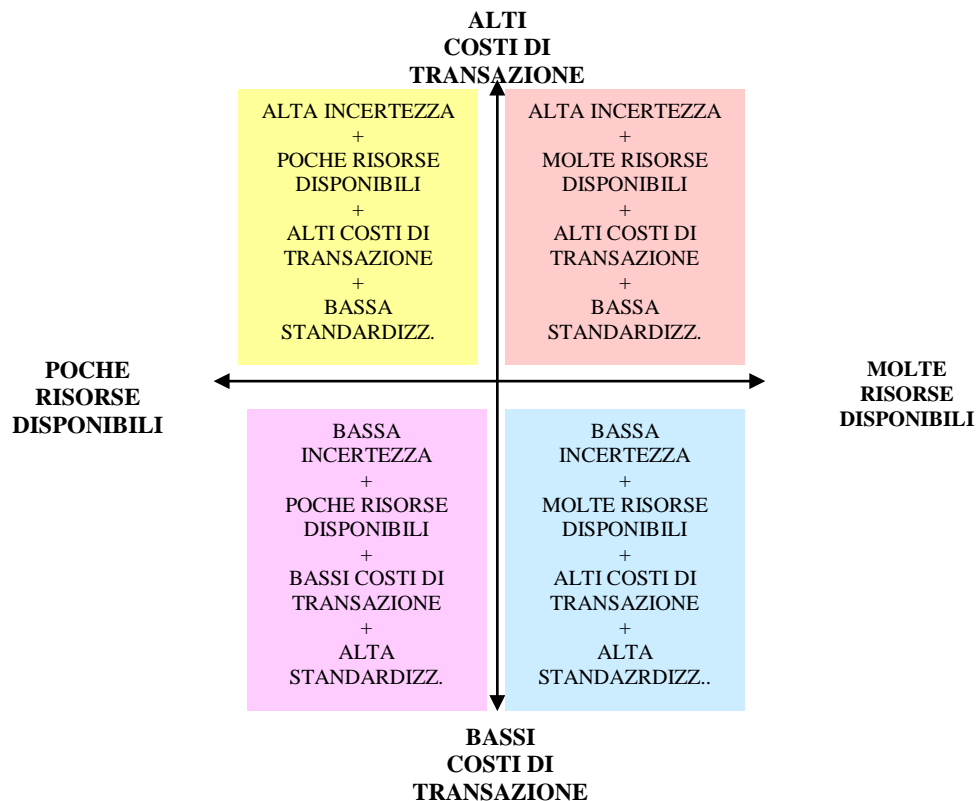 ALTI
COSTI DI
TRANSAZIONE
ALTA INCERTEZZA
+
POCHE RISORSE
DISPONIBILI
+
ALTI COSTI DI
TRANSAZIONE
+
BASSA
STANDARDIZZ.
ALTA INCERTEZZA
+
MOLTE RISORSE
DISPONIBILI
+
ALTI COSTI DI
TRANSAZIONE
+
BASSA
STANDARDIZZ.
POCHE
RISORSE
DISPONIBILI
MOLTE
RISORSE
DISPONIBILI
BASSA
INCERTEZZA
+
POCHE RISORSE
DISPONIBILI
+
BASSI COSTI DI
TRANSAZIONE
+
ALTA
STANDARDIZZ.
BASSA
INCERTEZZA
+
MOLTE RISORSE
DISPONIBILI
+
ALTI COSTI DI
TRANSAZIONE
+
ALTA
STANDAZRDIZZ..
BASSI
COSTI DI
TRANSAZIONE